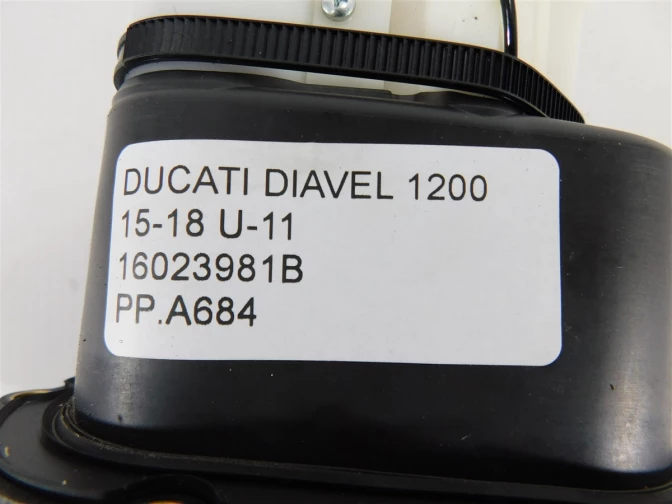 DUCATI DIAVEL 1200
15-18 U-11
16023981B
PP.A684